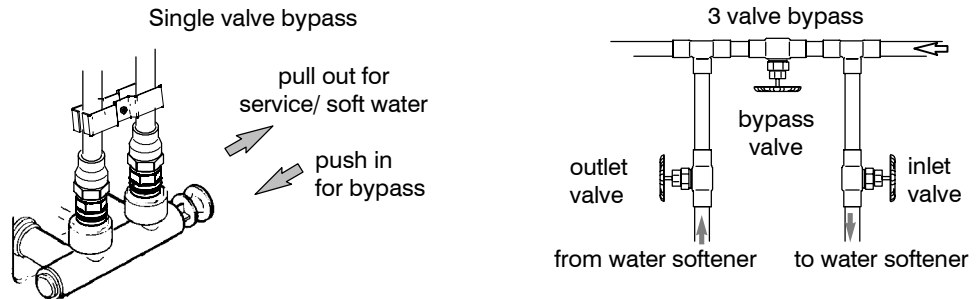 Single valve bypass
pull out for
service/ soft water
push in
for bypass
3 valve bypass
bypass
valve
outlet
valve
inlet
valve
from water softener
to water softener